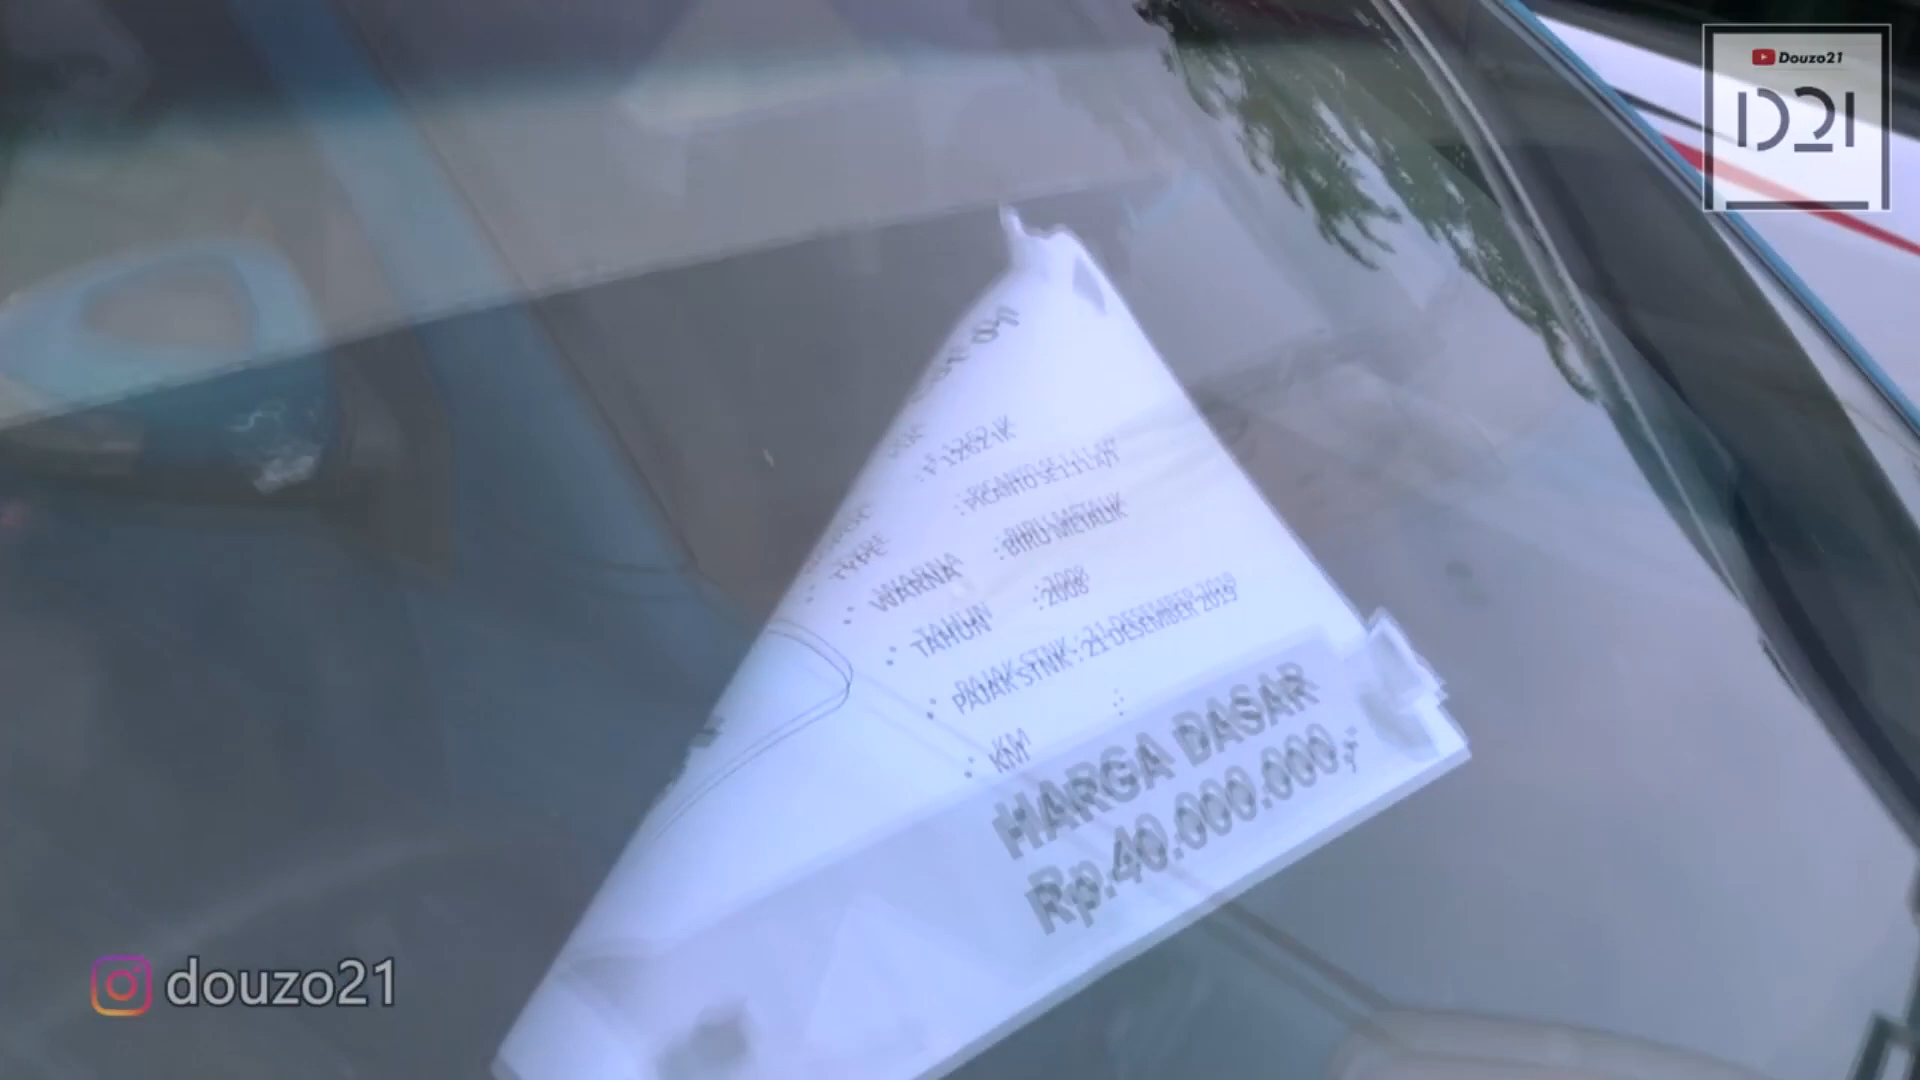 Douzo21
D21
PICANTO SE 1.1 L A/T
TYPE
WARNA : BIRU METALIK
TAHUN : 2008
PAJAK STNK : 21 DESEMBER 2019
KM :
HARGA DASAR
Rp.40.000.000,-
douzo21